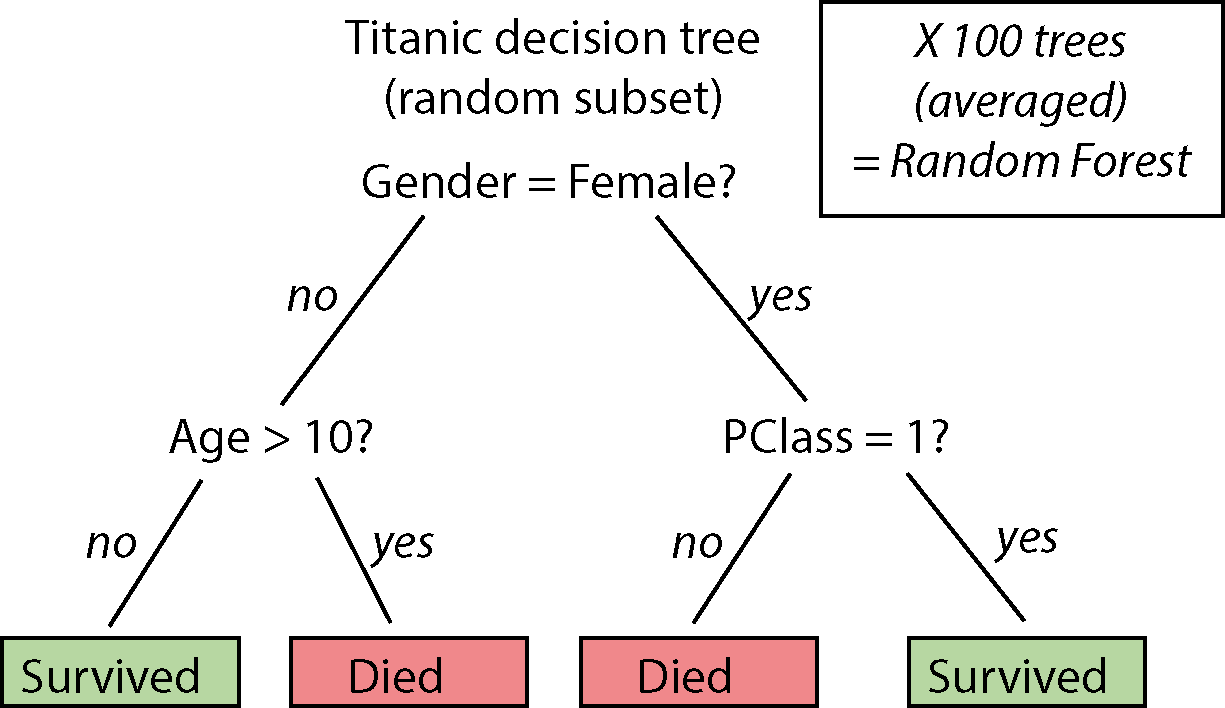 Titanic decision tree
(random subset)
X 100 trees
(averaged)
= Random Forest
Gender = Female?
no
yes
Age > 10?
PClass = 1?
no
yes
no
yes
Survived
Died
Died
Survived